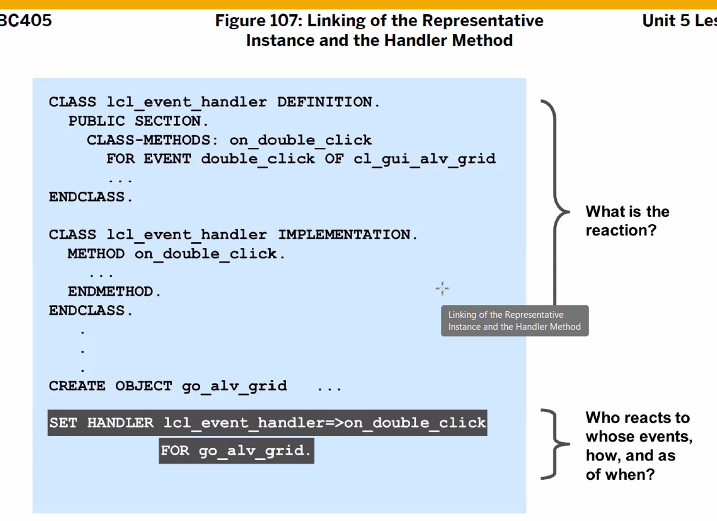 BC405
Figure 107: Linking of the Representative
Instance and the Handler Method
Unit 5 Les
CLASS lcl_event_handler DEFINITION.
PUBLIC SECTION.
CLASS-METHODS: on_double_click
FOR EVENT double_click OF cl_gui_alv_grid
...
ENDCLASS.
CLASS lcl_event_handler IMPLEMENTATION.
METHOD on_double_click.
...
ENDMETHOD.
ENDCLASS.
.
.
.
CREATE OBJECT go_alv_grid ...
SET HANDLER lcl_event_handler=>on_double_click
FOR go_alv_grid.
What is the
reaction?
Linking of the Representative
Instance and the Handler Method
Who reacts to
whose events,
how, and as
of when?